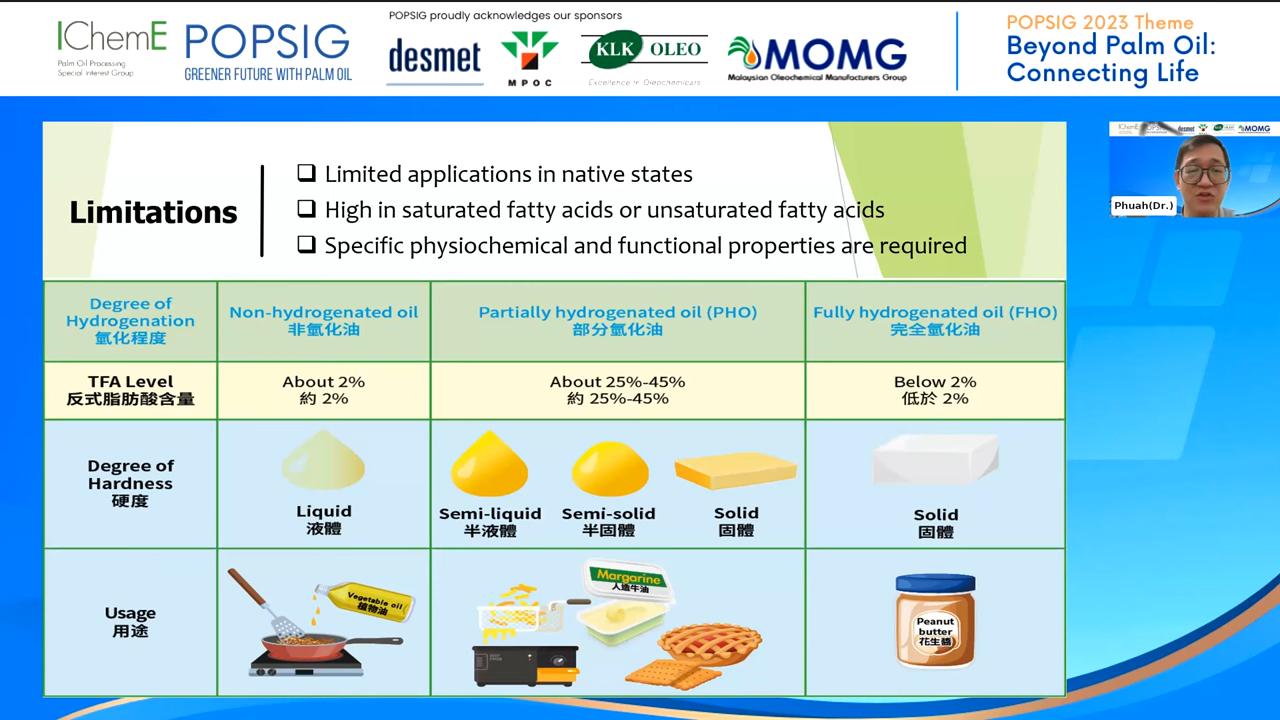 IChemE
Palm Oil Processing
Special Interest Group
POPSIG
GREENER FUTURE WITH PALM OIL
POPSIG proudly acknowledges our sponsors
desmet
MPOC
KLK OLEO
Excellence in Oleochemicals
MOMG
Malaysian Oleochemical Manufacturers Group
POPSIG 2023 Theme
Beyond Palm Oil:
Connecting Life
IChemE POPSIG desmet KLK OLEO MOMG
Phuah(Dr.)
Limitations
❑ Limited applications in native states
❑ High in saturated fatty acids or unsaturated fatty acids
❑ Specific physiochemical and functional properties are required
Degree of
Hydrogenation
氫化程度
Non-hydrogenated oil
非氫化油
Partially hydrogenated oil (PHO)
部分氫化油
Fully hydrogenated oil (FHO)
完全氫化油
TFA Level
反式脂肪酸含量
About 2%
約 2%
About 25%-45%
約 25%-45%
Below 2%
低於 2%
Degree of
Hardness
硬度
Liquid
液體
Semi-liquid
半液體
Semi-solid
半固體
Solid
固體
Solid
固體
Usage
用途
Vegetable oil
植物油
Margarine
人造牛油
Peanut
butter
花生醬